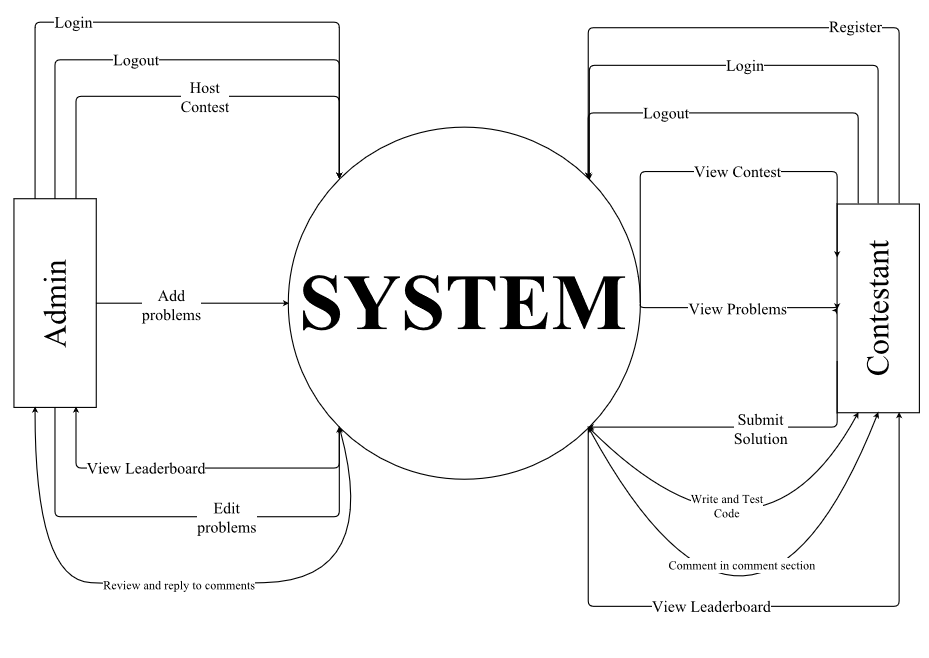 Login
Register
Logout
Login
Host
Contest
Logout
View Contest
Admin
SYSTEM
Contestant
Add
problems
View Problems
Submit
Solution
View Leaderboard
Write and Test
Code
Edit
problems
Comment in comment section
Review and reply to comments
View Leaderboard